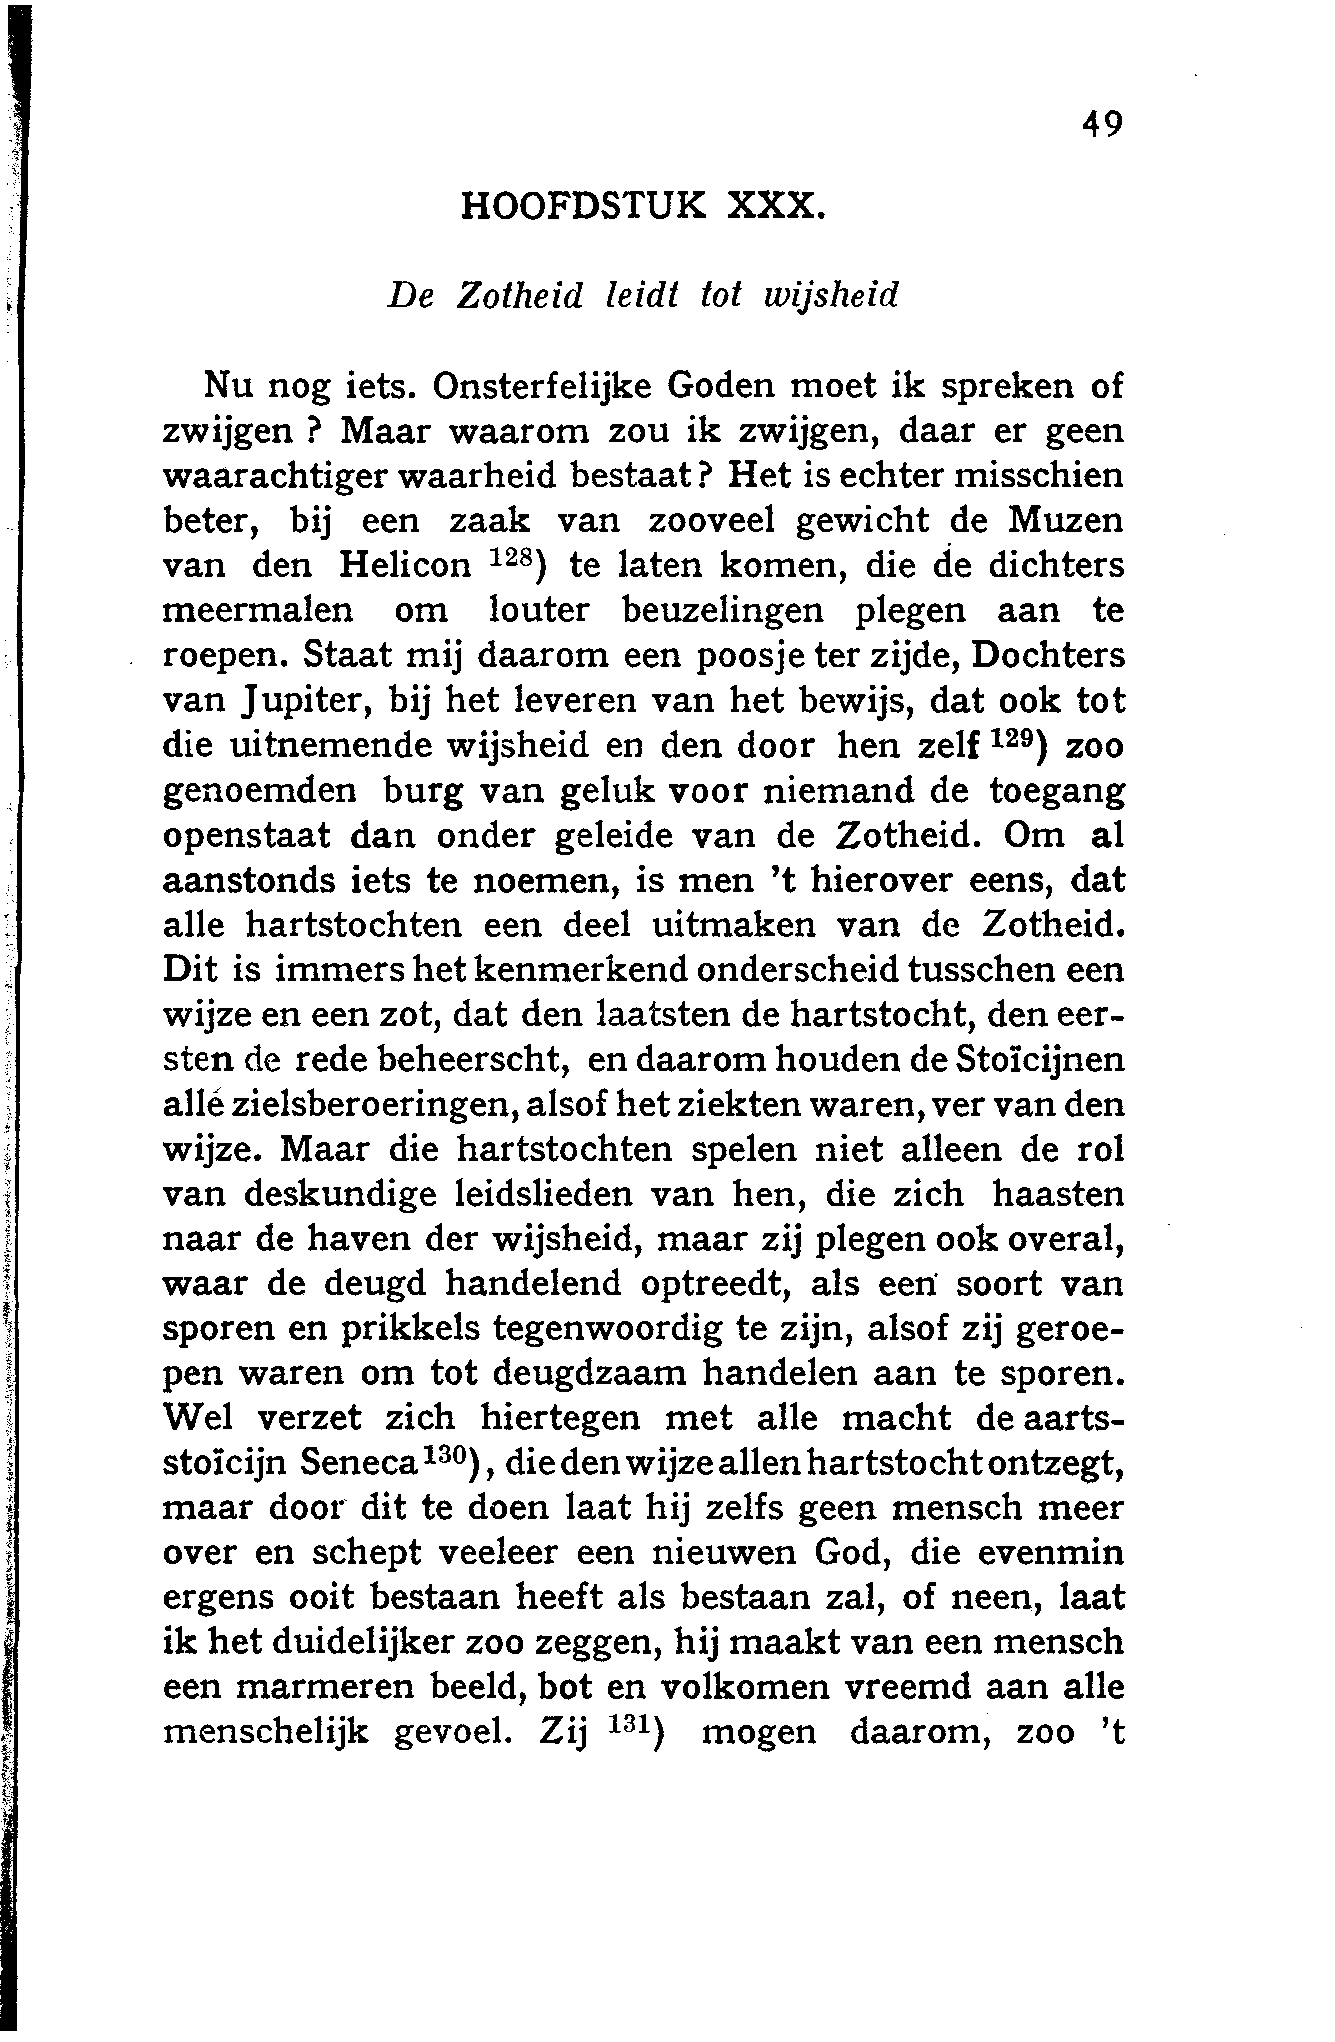 49
HOOFDSTUK XXX.
De Zotheid leidt tot wijsheid
Nu nog iets. Onsterfelijke Goden moet ik spreken of
zwijgen ? Maar waarom zou ik zwijgen, daar er geen
waarachtiger waarheid bestaat ? Het is echter misschien
beter, bij een zaak van zooveel gewicht de Muzen
van den Helicon ¹²⁸) te laten komen, die de dichters
meermalen om louter beuzelingen plegen aan te
roepen. Staat mij daarom een poosje ter zijde, Dochters
van Jupiter, bij het leveren van het bewijs, dat ook tot
die uitnemende wijsheid en den door hen zelf ¹²⁹) zoo
genoemden burg van geluk voor niemand de toegang
openstaat dan onder geleide van de Zotheid. Om al
aanstonds iets te noemen, is men 't hierover eens, dat
alle hartstochten een deel uitmaken van de Zotheid.
Dit is immers het kenmerkend onderscheid tusschen een
wijze en een zot, dat den laatsten de hartstocht, den eer-
sten de rede beheerscht, en daarom houden de Stoïcijnen
alle zielsberoeringen, alsof het ziekten waren, ver van den
wijze. Maar die hartstochten spelen niet alleen de rol
van deskundige leidslieden van hen, die zich haasten
naar de haven der wijsheid, maar zij plegen ook overal,
waar de deugd handelend optreedt, als een soort van
sporen en prikkels tegenwoordig te zijn, alsof zij geroe-
pen waren om tot deugdzaam handelen aan te sporen.
Wel verzet zich hiertegen met alle macht de aarts-
stoïcijn Seneca ¹³⁰), die den wijze allen hartstocht ontzegt,
maar door dit te doen laat hij zelfs geen mensch meer
over en schept veeleer een nieuwen God, die evenmin
ergens ooit bestaan heeft als bestaan zal, of neen, laat
ik het duidelijker zoo zeggen, hij maakt van een mensch
een marmeren beeld, bot en volkomen vreemd aan alle
menschelijk gevoel. Zij ¹³¹) mogen daarom, zoo 't